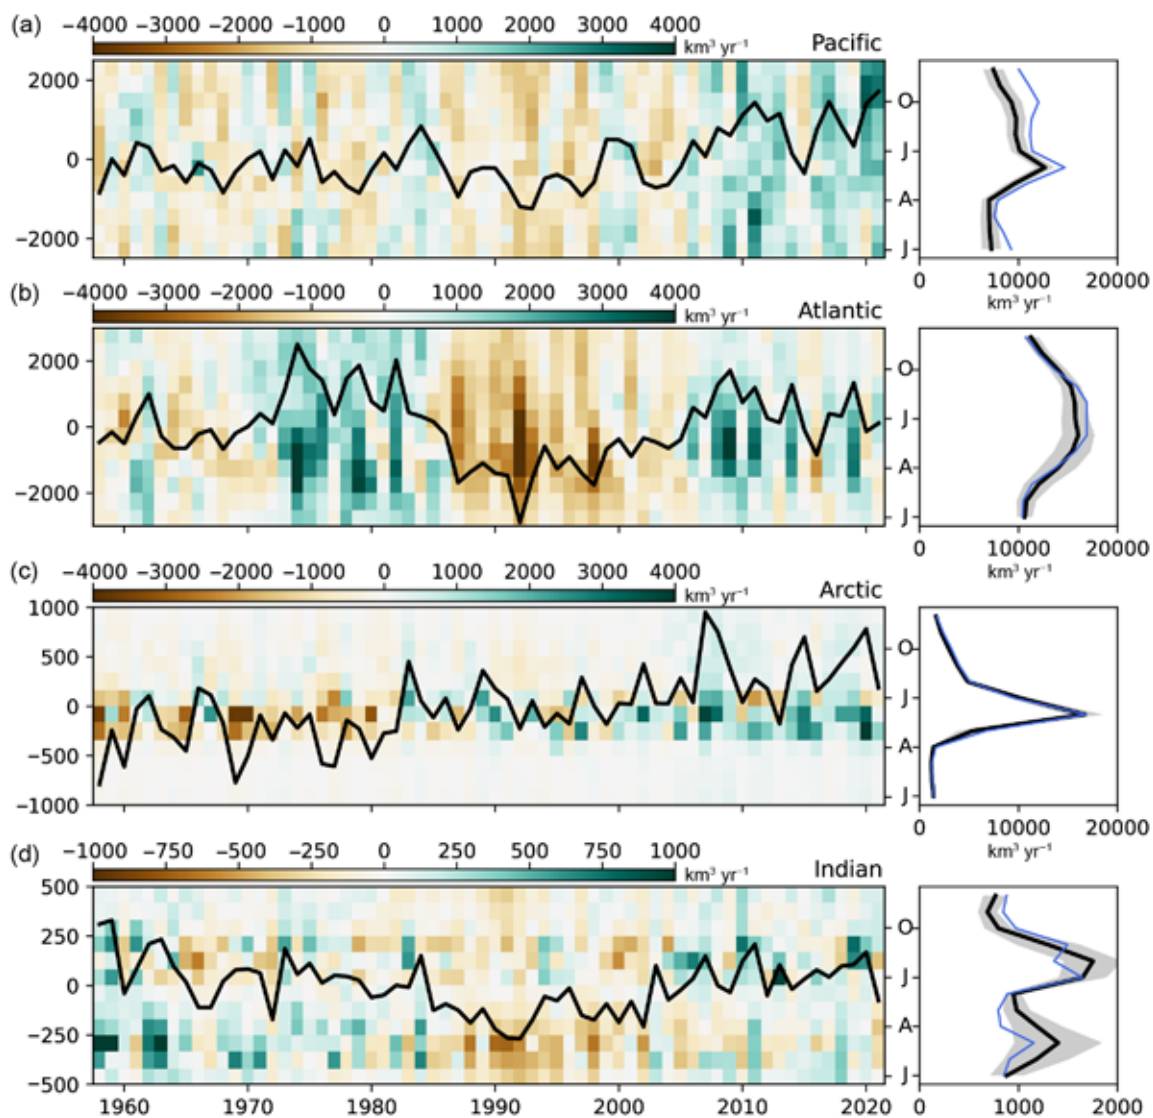 (a) −4000 −3000 −2000 −1000 0 1000 2000 3000 4000
km³ yr⁻¹ Pacific
2000
0
−2000
O
J
A
J
0 10000 20000
km³ yr⁻¹
(b) −4000 −3000 −2000 −1000 0 1000 2000 3000 4000
km³ yr⁻¹ Atlantic
2000
0
−2000
O
J
A
J
0 10000 20000
km³ yr⁻¹
(c) −4000 −3000 −2000 −1000 0 1000 2000 3000 4000
km³ yr⁻¹ Arctic
1000
500
0
−500
−1000
O
J
A
J
0 10000 20000
km³ yr⁻¹
(d) −1000 −750 −500 −250 0 250 500 750 1000
km³ yr⁻¹ Indian
500
250
0
−250
−500
O
J
A
J
1960 1970 1980 1990 2000 2010 2020
0 10000 20000